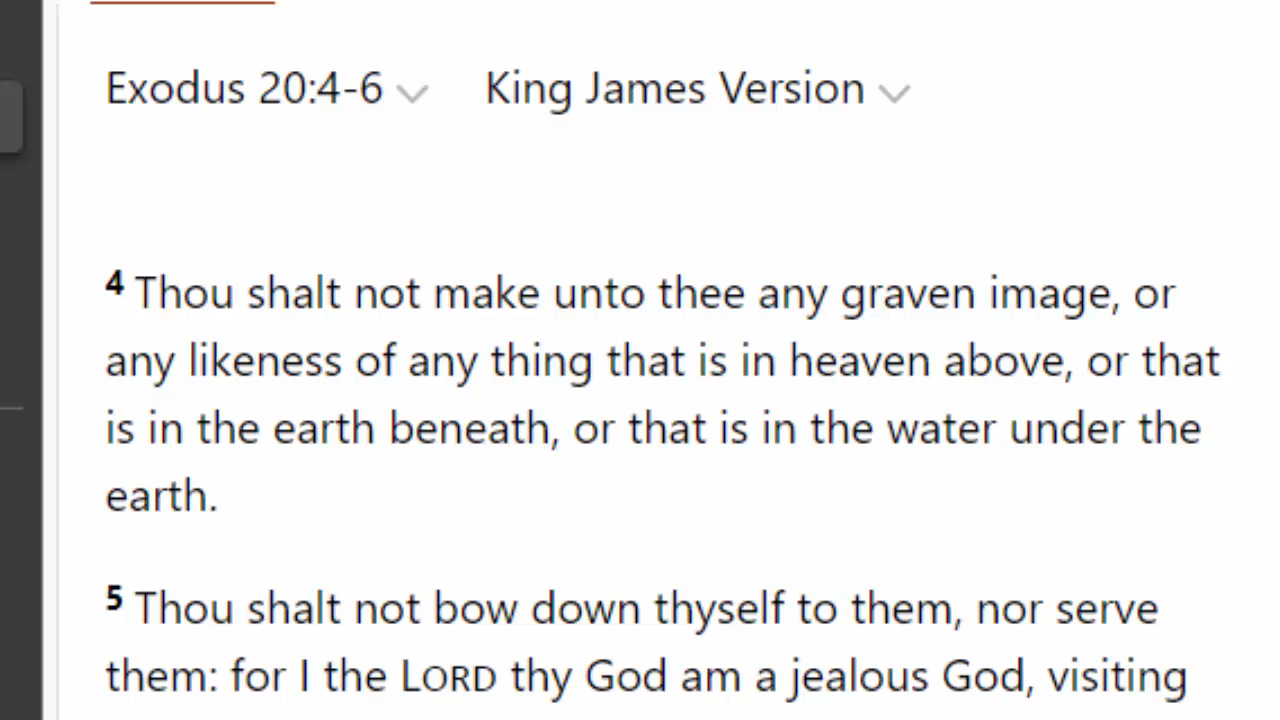 Exodus 20:4-6 King James Version
4 Thou shalt not make unto thee any graven image, or
any likeness of any thing that is in heaven above, or that
is in the earth beneath, or that is in the water under the
earth.
5 Thou shalt not bow down thyself to them, nor serve
them: for I the LORD thy God am a jealous God, visiting